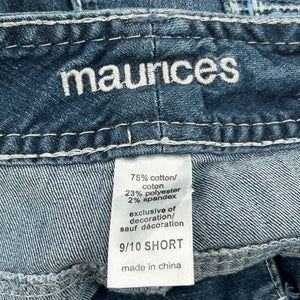 maurices
75% cotton/
coton
23% polyester
2% spandex
exclusive of
decoration/
sauf
décoration
9/10 SHORT
made in china